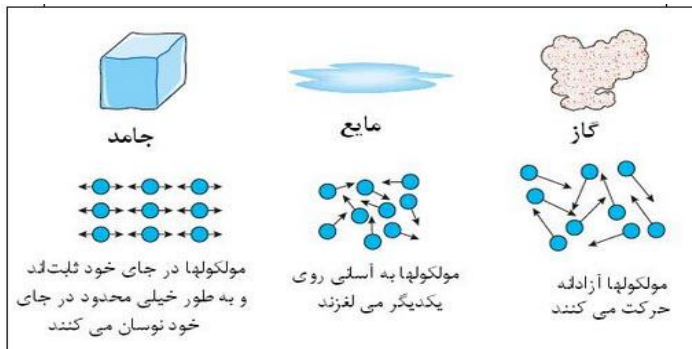 جامد
مایع
گاز
مولکولها در جای خود ثابت‌اند
و به طور خیلی محدود در جای
خود نوسان می کنند
مولکولها به آسانی روی
یکدیگر می لغزند
مولکولها آزادانه
حرکت می کنند